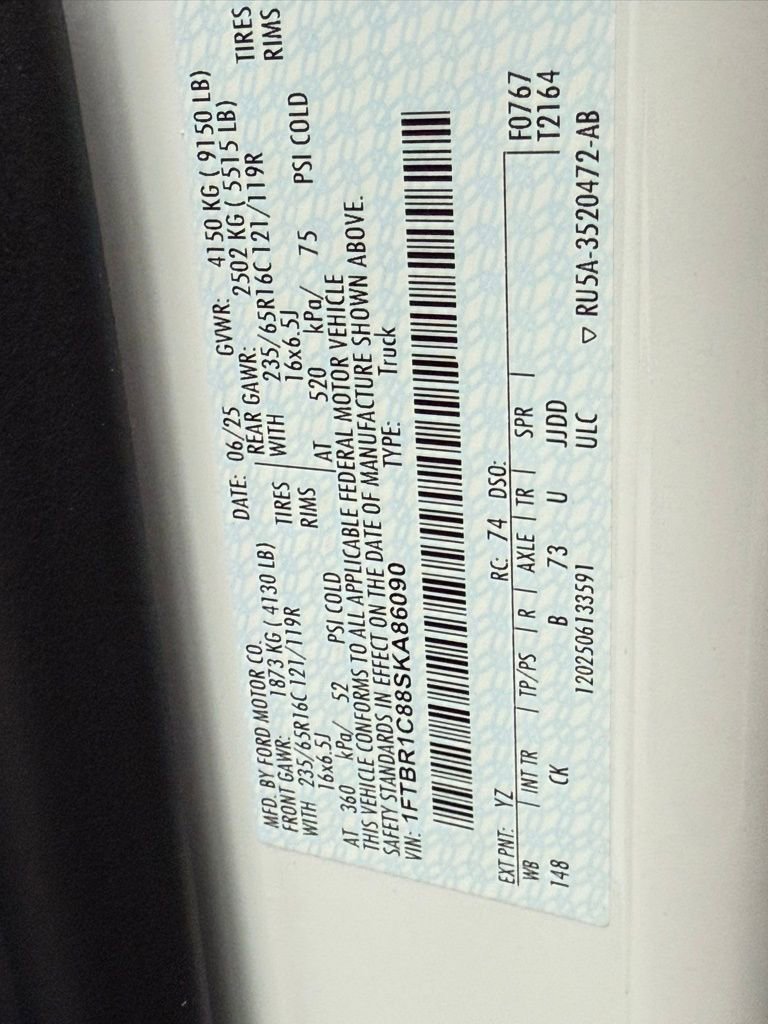 MFD. BY FORD MOTOR CO. DATE: 06/25 GVWR: 4150 KG ( 9150 LB)
FRONT GAWR: 1873 KG ( 4130 LB) REAR GAWR: 2502 KG ( 5515 LB)
WITH 235/65R16C 121/119R TIRES WITH 235/65R16C 121/119R TIRES
16x6.5J RIMS 16x6.5J RIMS
AT 360 kPa/ 52 PSI COLD AT 520 kPa/ 75 PSI COLD
THIS VEHICLE CONFORMS TO ALL APPLICABLE FEDERAL MOTOR VEHICLE
SAFETY STANDARDS IN EFFECT ON THE DATE OF MANUFACTURE SHOWN ABOVE.
VIN: 1FTBR1C88SKA86090 TYPE: Truck
EXT PNT: YZ RC: 74 DSO:
WB INT TR TP/PS R AXLE TR SPR F0767
148 CK B 73 U JJDD T2164
1202506133591 ULC ▽ RU5A-3520472-AB